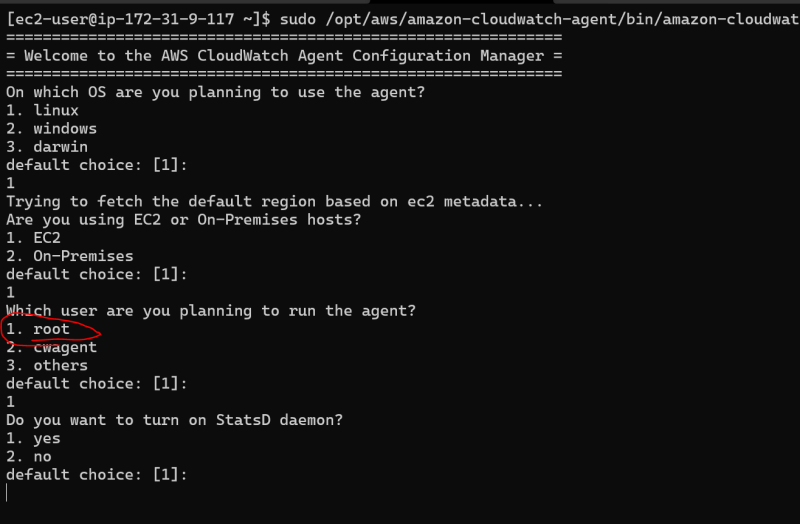 [ec2-user@ip-172-31-9-117 ~]$ sudo /opt/aws/amazon-cloudwatch-agent/bin/amazon-cloudwat
=============================================================
= Welcome to the AWS CloudWatch Agent Configuration Manager =
=============================================================
On which OS are you planning to use the agent?
1. linux
2. windows
3. darwin
default choice: [1]:
1
Trying to fetch the default region based on ec2 metadata...
Are you using EC2 or On-Premises hosts?
1. EC2
2. On-Premises
default choice: [1]:
1
Which user are you planning to run the agent?
1. root
2. cwagent
3. others
default choice: [1]:
1
Do you want to turn on StatsD daemon?
1. yes
2. no
default choice: [1]: